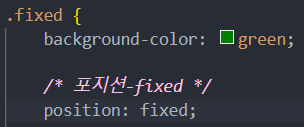 .fixed {
background-color: green;
/* 포지션-fixed */
position: fixed;